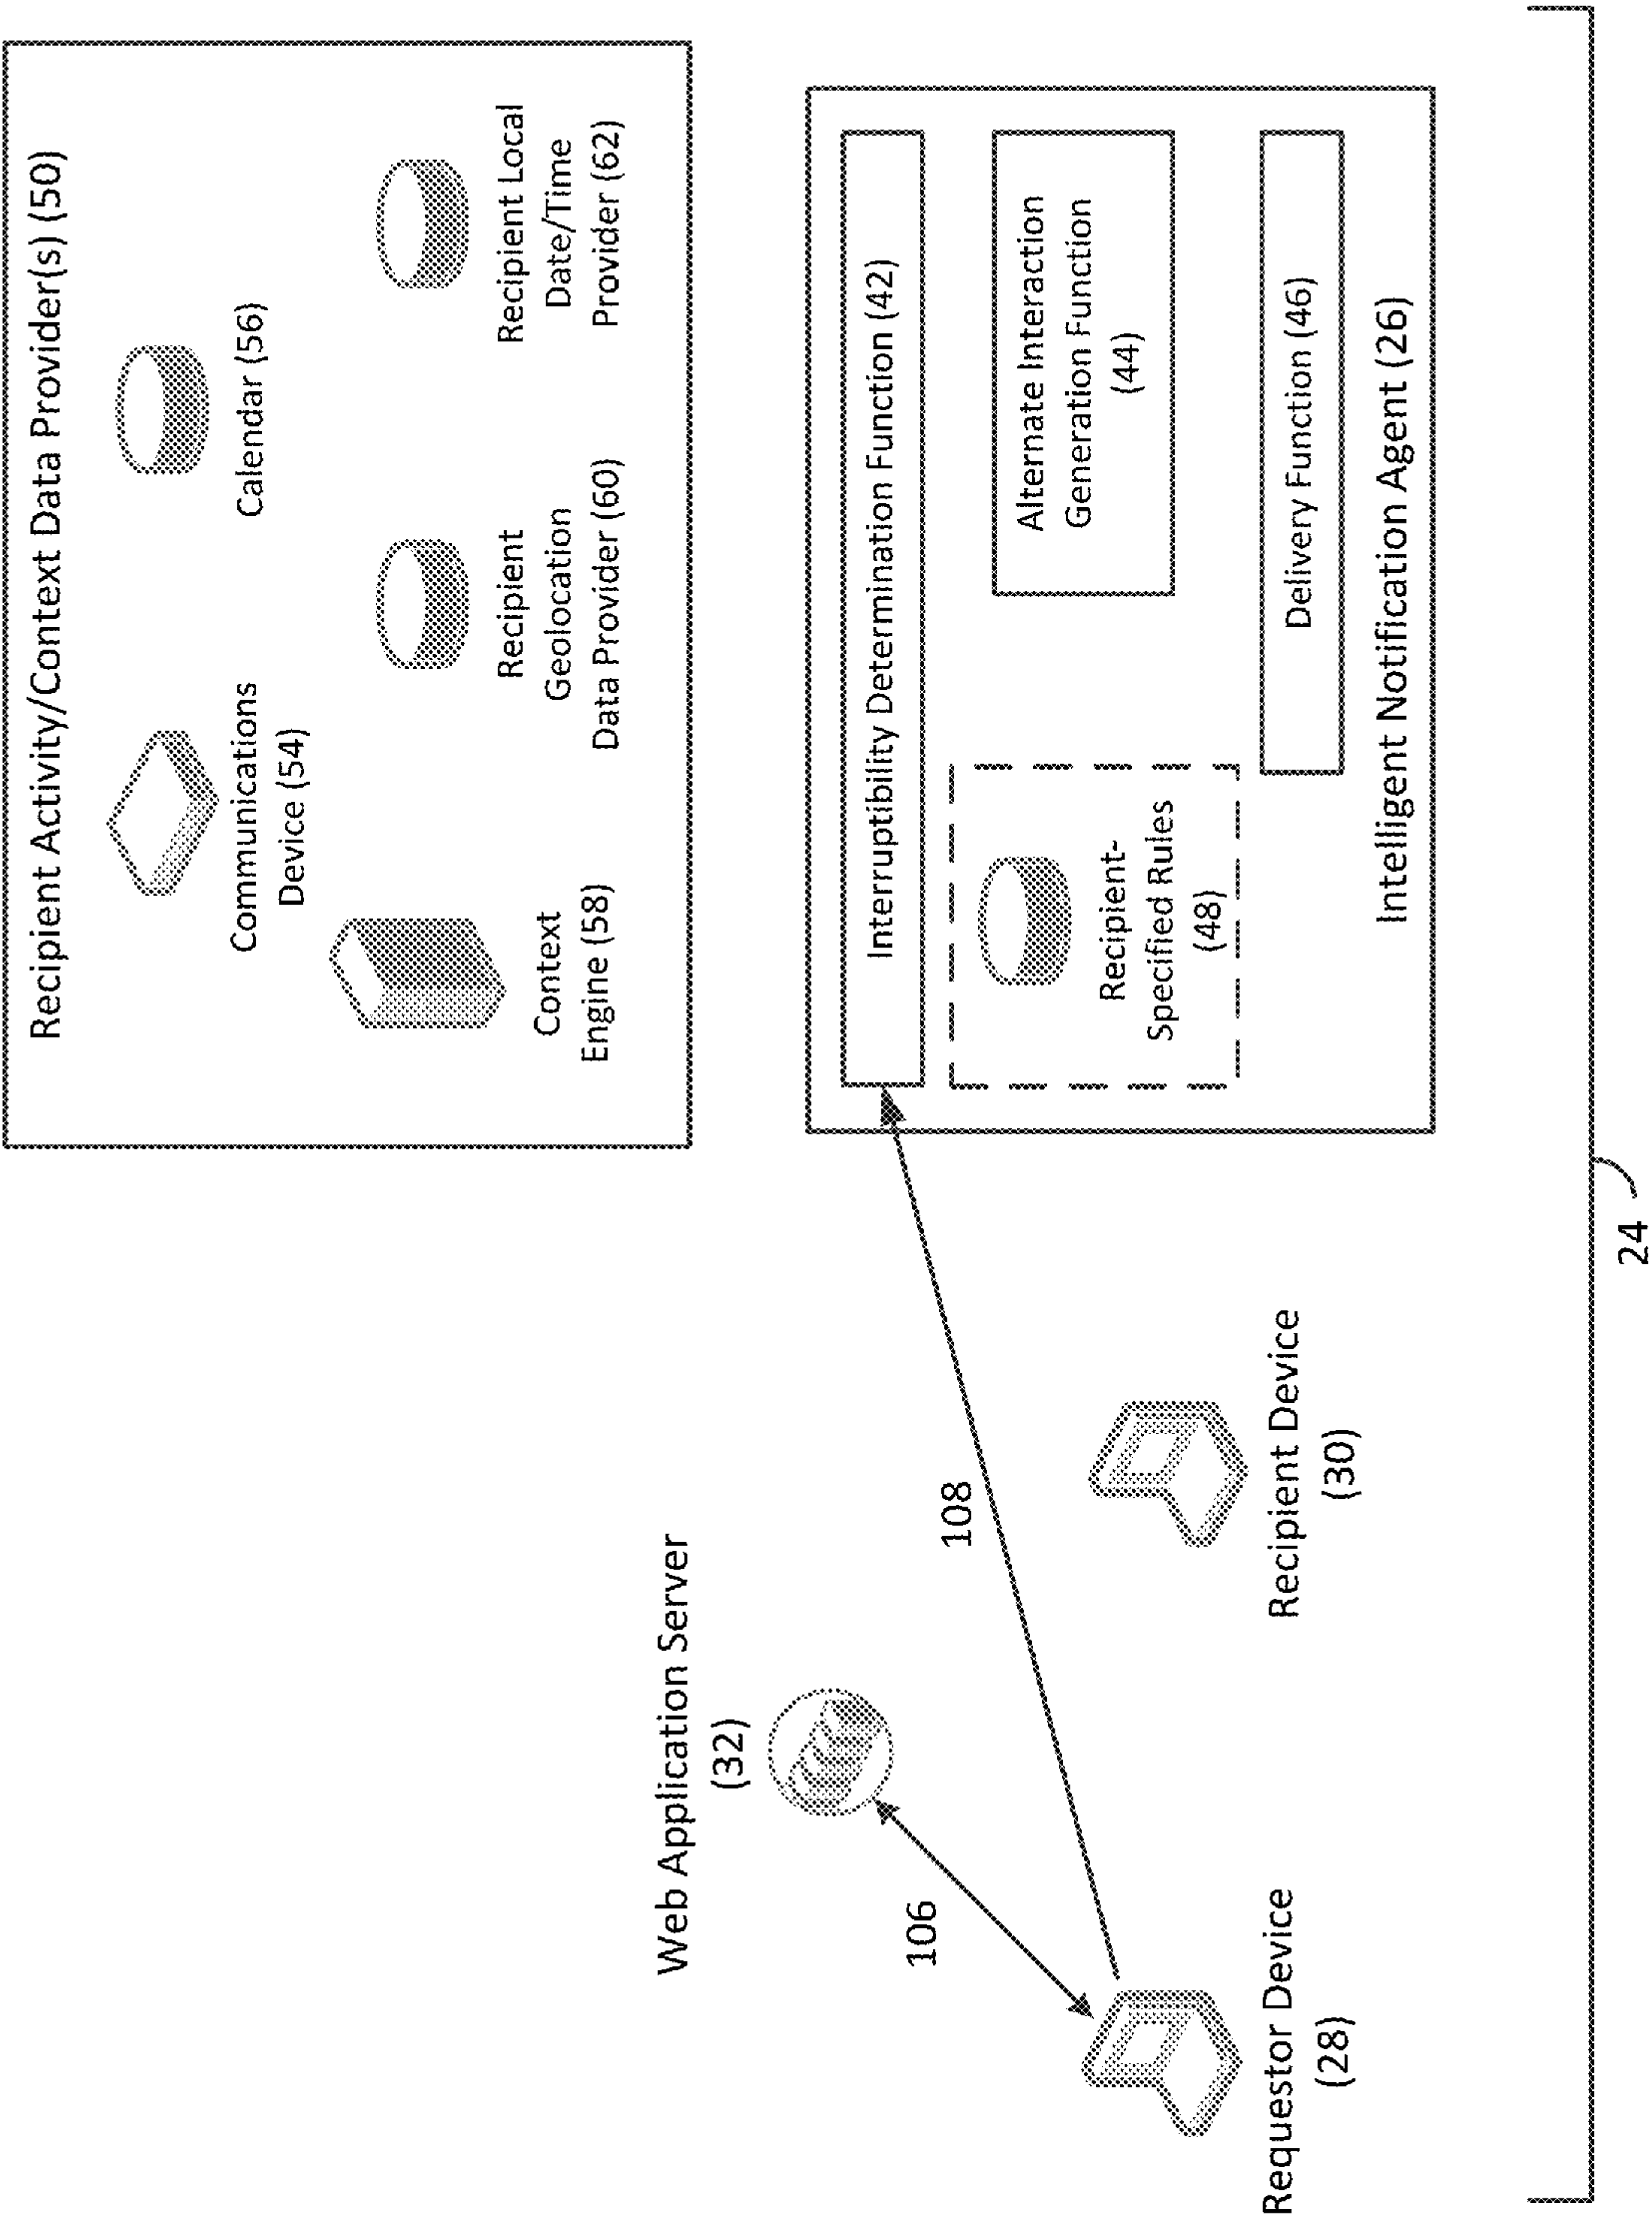 Recipient Activity/Context Data Provider(s) (50)
Communications
Device (54)
Calendar (56)
Context
Engine (58)
Recipient
Geolocation
Data Provider (60)
Recipient Local
Date/Time
Provider (62)
Web Application Server
(32)
106
108
Requestor Device
(28)
Recipient Device
(30)
Interruptibility Determination Function (42)
Recipient-
Specified Rules
(48)
Alternate Interaction
Generation Function
(44)
Delivery Function (46)
Intelligent Notification Agent (26)
24